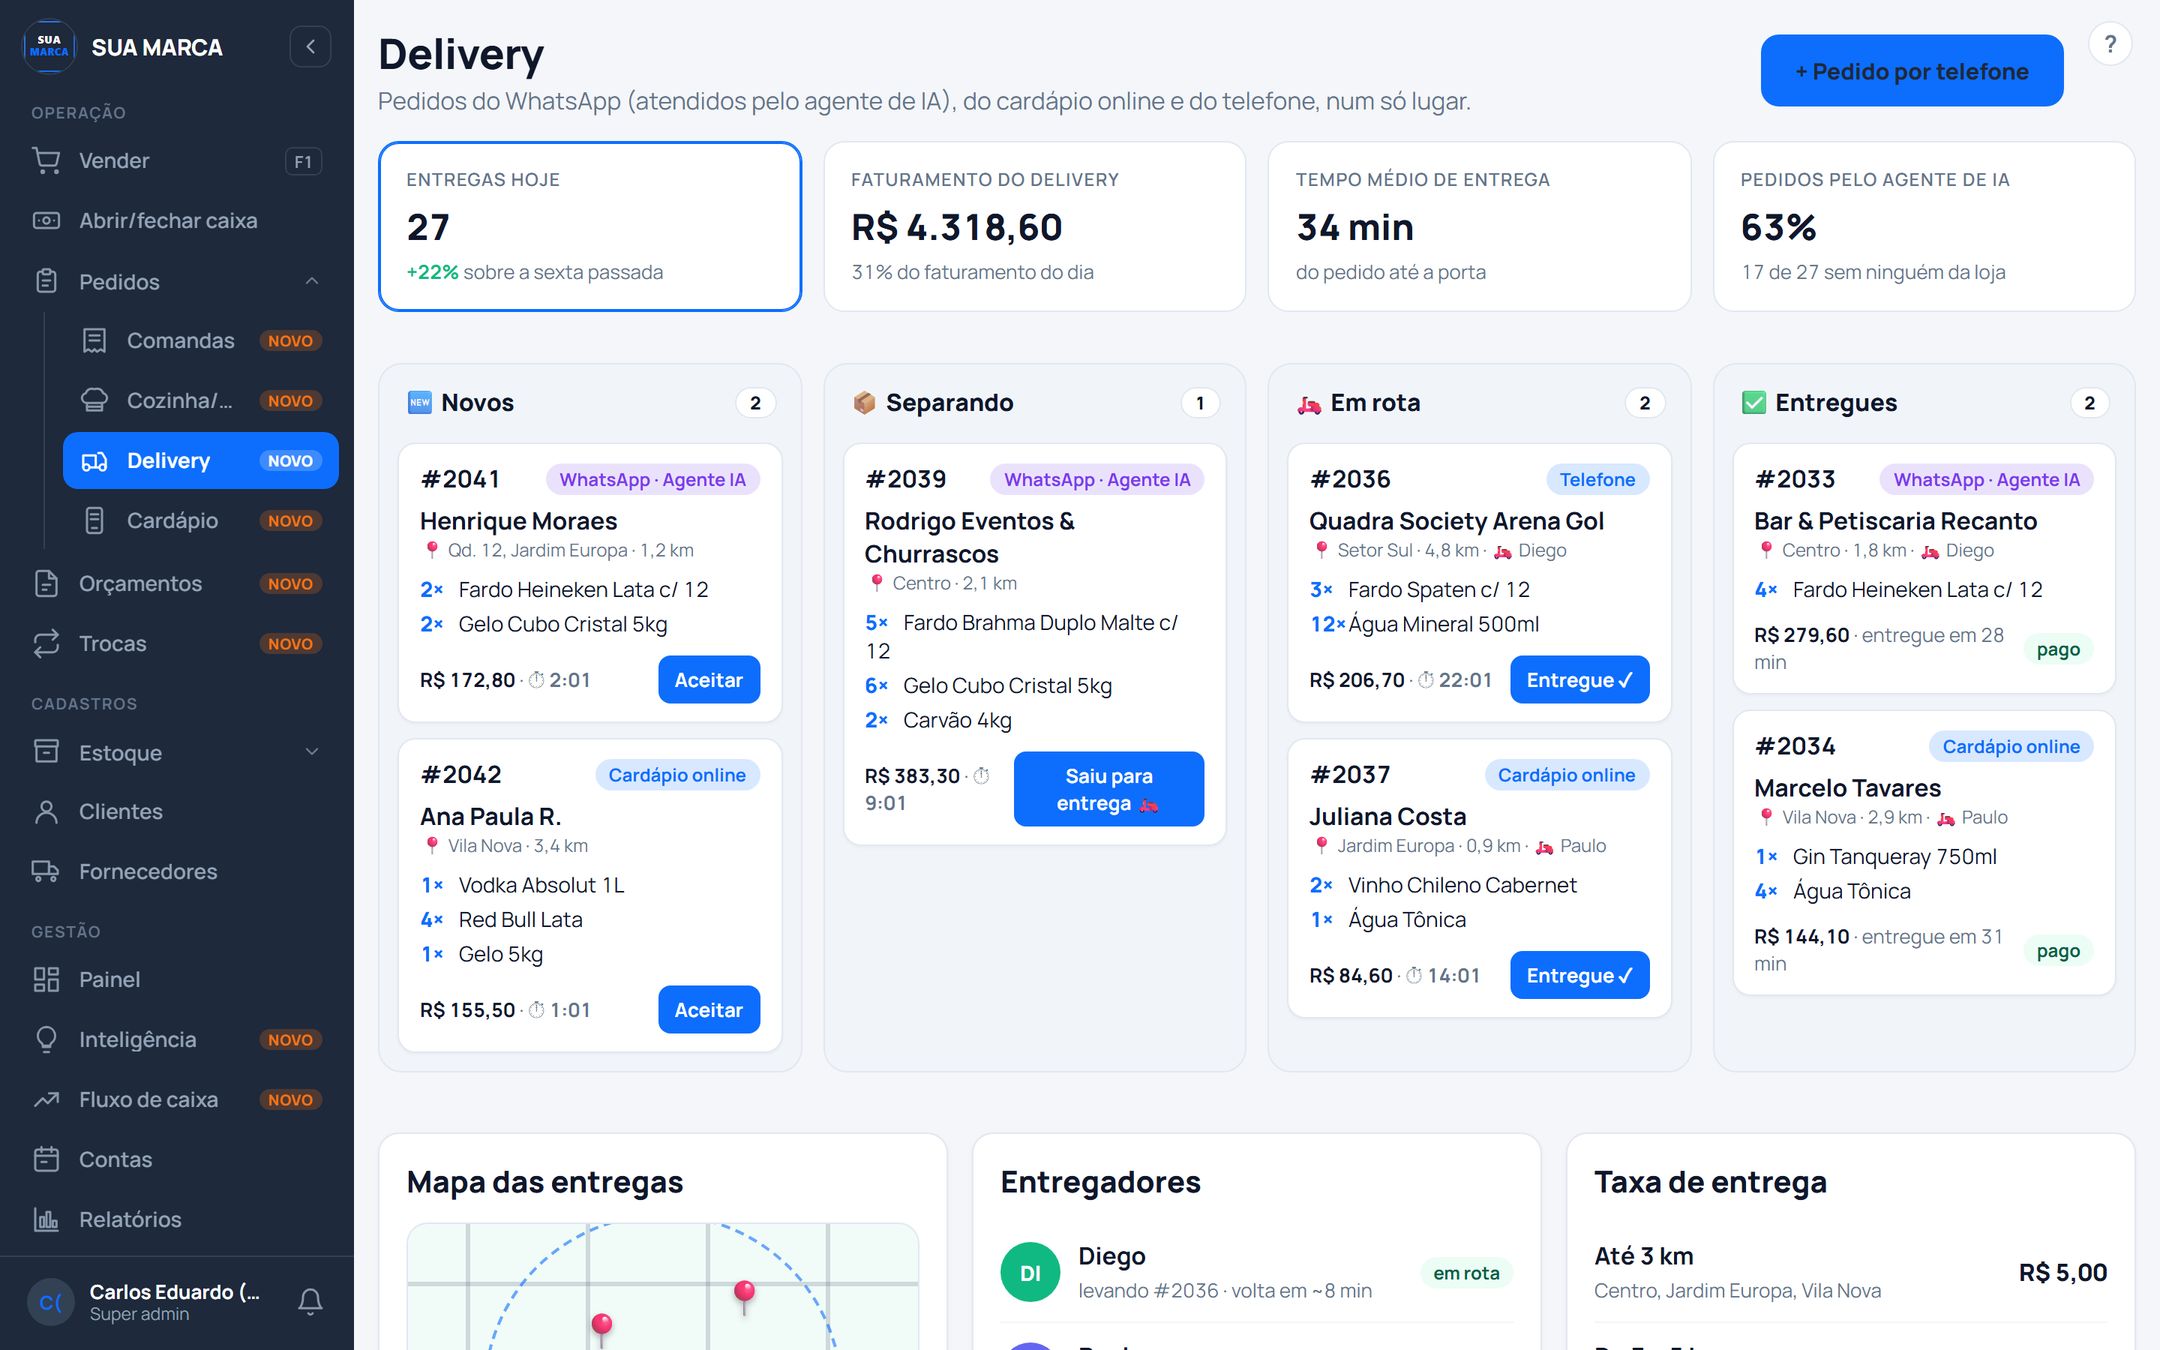 SUA
MARCA
SUA MARCA
OPERAÇÃO
Vender
F1
Abrir/fechar caixa
Pedidos
Comandas
NOVO
Cozinha/...
NOVO
Delivery
NOVO
Cardápio
NOVO
Orçamentos
NOVO
Trocas
NOVO
CADASTROS
Estoque
Clientes
Fornecedores
GESTÃO
Painel
Inteligência
NOVO
Fluxo de caixa
NOVO
Contas
Relatórios
C(
Carlos Eduardo (...
Super admin
Delivery
Pedidos do WhatsApp (atendidos pelo agente de IA), do cardápio online e do telefone, num só lugar.
+ Pedido por telefone
?
ENTREGAS HOJE
27
+22% sobre a sexta passada
FATURAMENTO DO DELIVERY
R$ 4.318,60
31% do faturamento do dia
TEMPO MÉDIO DE ENTREGA
34 min
do pedido até a porta
PEDIDOS PELO AGENTE DE IA
63%
17 de 27 sem ninguém da loja
NEW Novos
2
#2041
WhatsApp · Agente IA
Henrique Moraes
Qd. 12, Jardim Europa · 1,2 km
2× Fardo Heineken Lata c/ 12
2× Gelo Cubo Cristal 5kg
R$ 172,80 · ⏱ 2:01
Aceitar
#2042
Cardápio online
Ana Paula R.
Vila Nova · 3,4 km
1× Vodka Absolut 1L
4× Red Bull Lata
1× Gelo 5kg
R$ 155,50 · ⏱ 1:01
Aceitar
Separando
1
#2039
WhatsApp · Agente IA
Rodrigo Eventos &
Churrascos
Centro · 2,1 km
5× Fardo Brahma Duplo Malte c/
12
6× Gelo Cubo Cristal 5kg
2× Carvão 4kg
R$ 383,30 · ⏱
9:01
Saiu para
entrega
Em rota
2
#2036
Telefone
Quadra Society Arena Gol
Setor Sul · 4,8 km · Diego
3× Fardo Spaten c/ 12
12× Água Mineral 500ml
R$ 206,70 · ⏱ 22:01
Entregue ✓
#2037
Cardápio online
Juliana Costa
Jardim Europa · 0,9 km · Paulo
2× Vinho Chileno Cabernet
1× Água Tônica
R$ 84,60 · ⏱ 14:01
Entregue ✓
Entregues
2
#2033
WhatsApp · Agente IA
Bar & Petiscaria Recanto
Centro · 1,8 km · Diego
4× Fardo Heineken Lata c/ 12
R$ 279,60 · entregue em 28
min
pago
#2034
Cardápio online
Marcelo Tavares
Vila Nova · 2,9 km · Paulo
1× Gin Tanqueray 750ml
4× Água Tônica
R$ 144,10 · entregue em 31
min
pago
Mapa das entregas
Entregadores
DI
Diego
levando #2036 · volta em ~8 min
em rota
Taxa de entrega
Até 3 km
Centro, Jardim Europa, Vila Nova
R$ 5,00